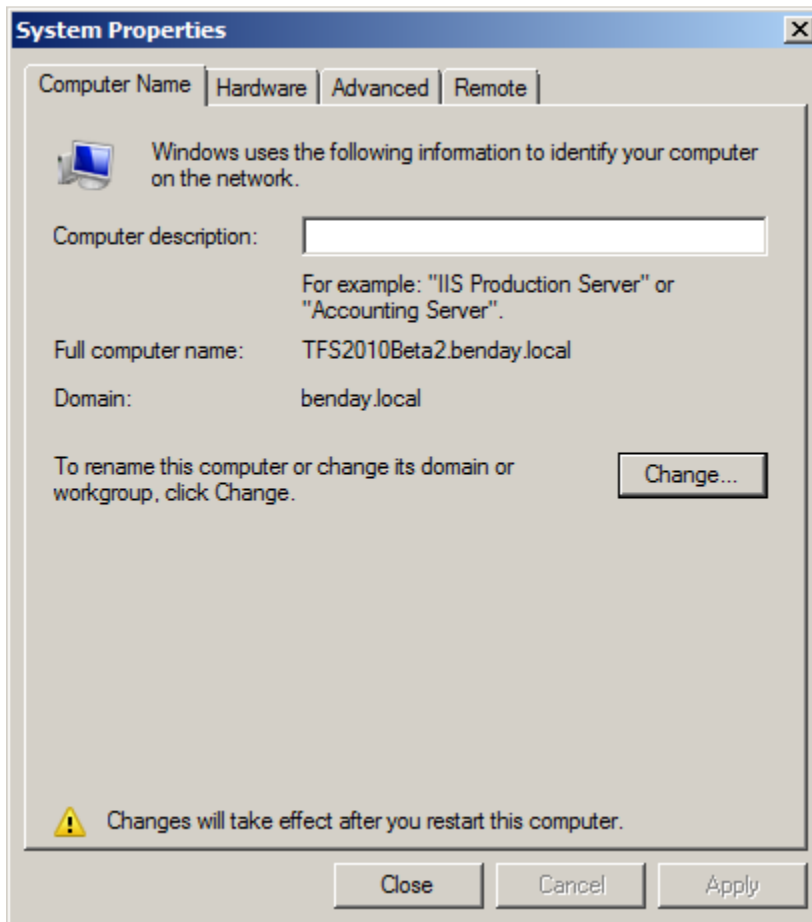 System Properties
Computer Name
Hardware
Advanced
Remote
Windows uses the following information to identify your computer
on the network.
Computer description:
For example: "IIS Production Server" or
"Accounting Server".
Full computer name:
TFS2010Beta2.benday.local
Domain:
benday.local
To rename this computer or change its domain or
workgroup, click Change.
Change...
Changes will take effect after you restart this computer.
Close
Cancel
Apply